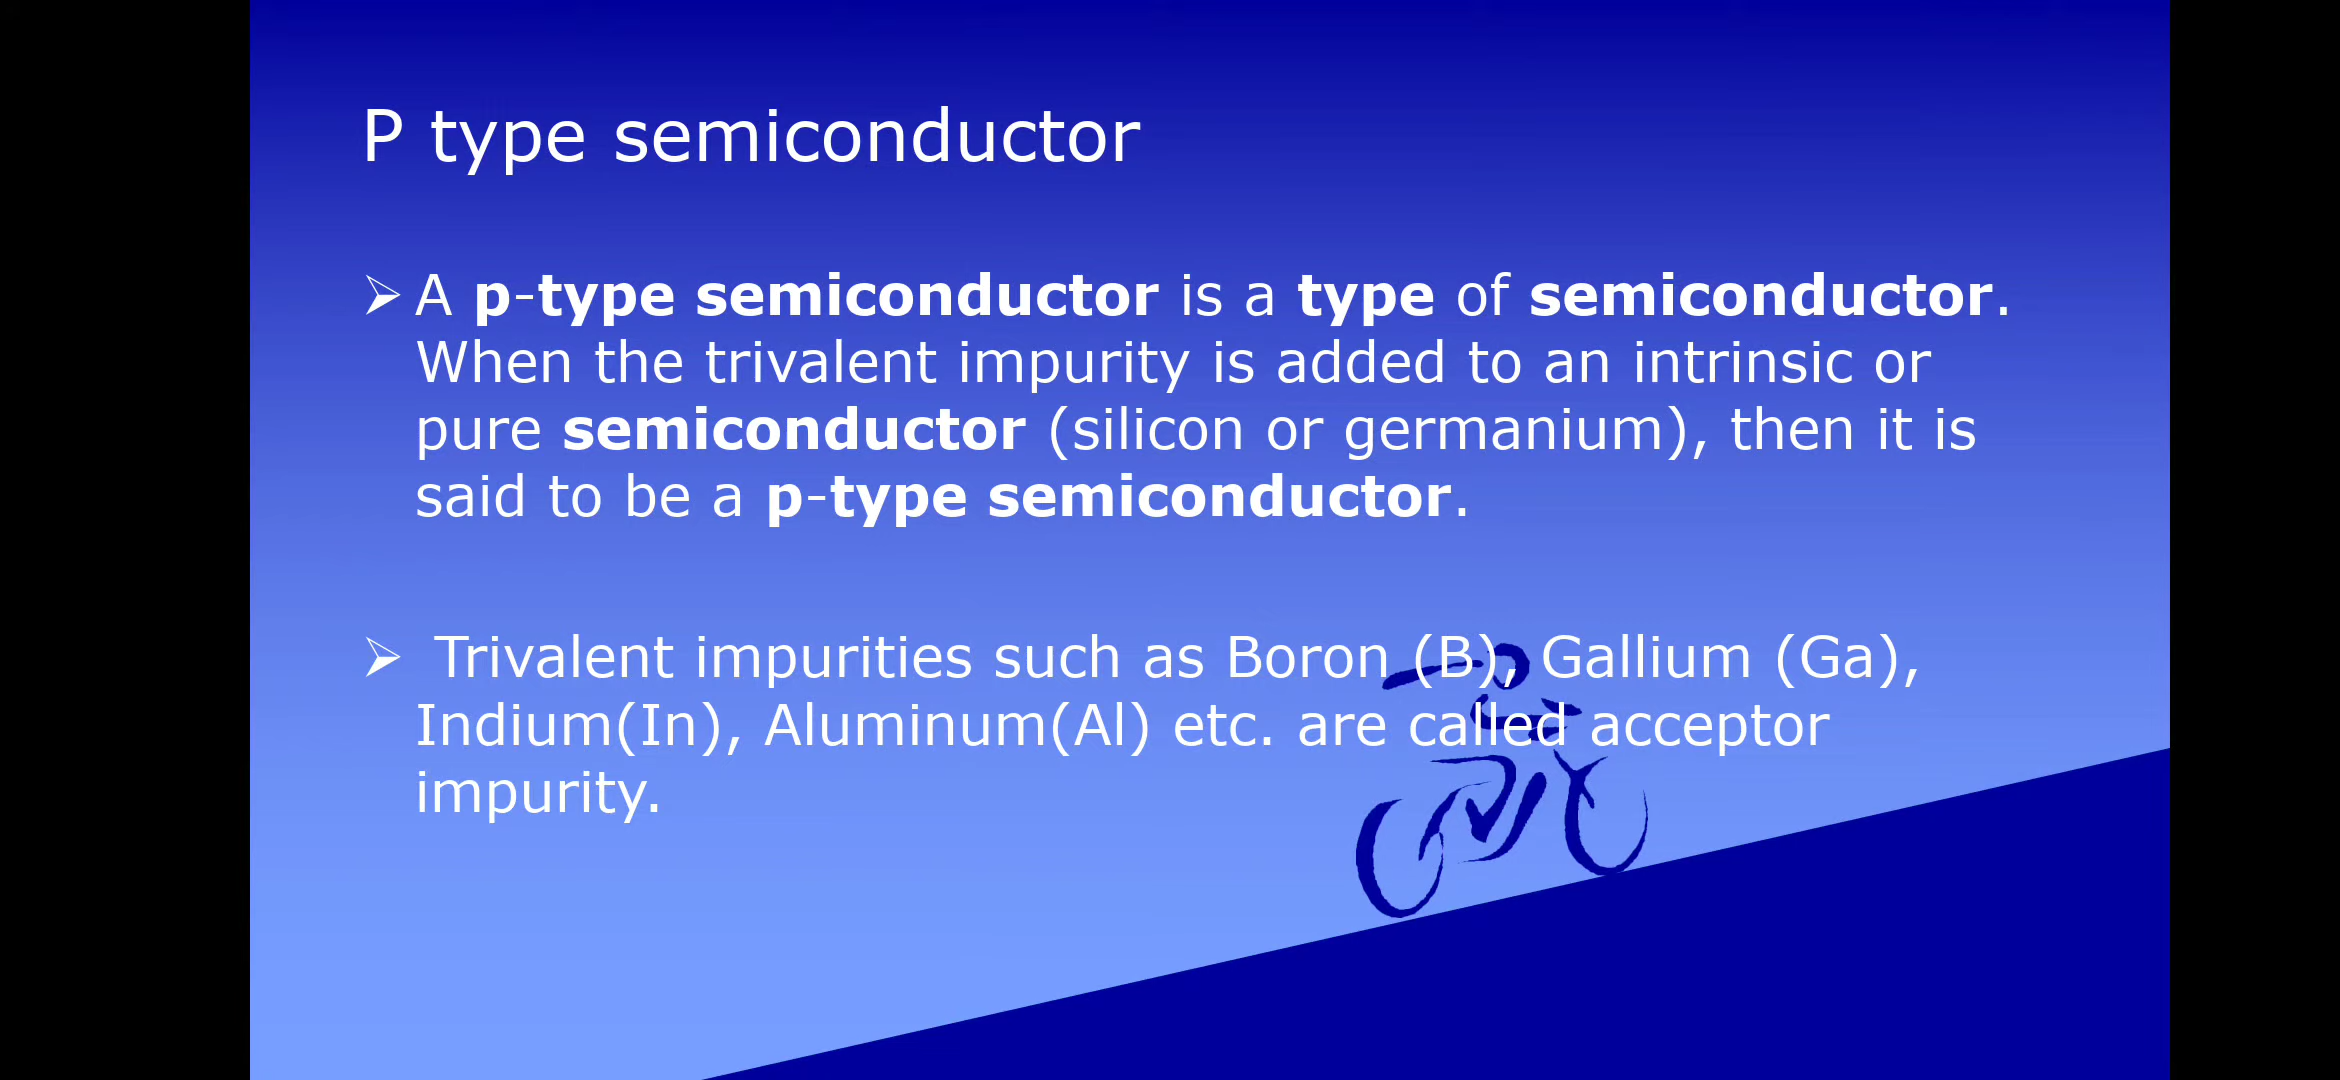 P type semiconductor
➢ A p-type semiconductor is a type of semiconductor.
When the trivalent impurity is added to an intrinsic or
pure semiconductor (silicon or germanium), then it is
said to be a p-type semiconductor.
➢ Trivalent impurities such as Boron (B), Gallium (Ga),
Indium(In), Aluminum(Al) etc. are called acceptor
impurity.